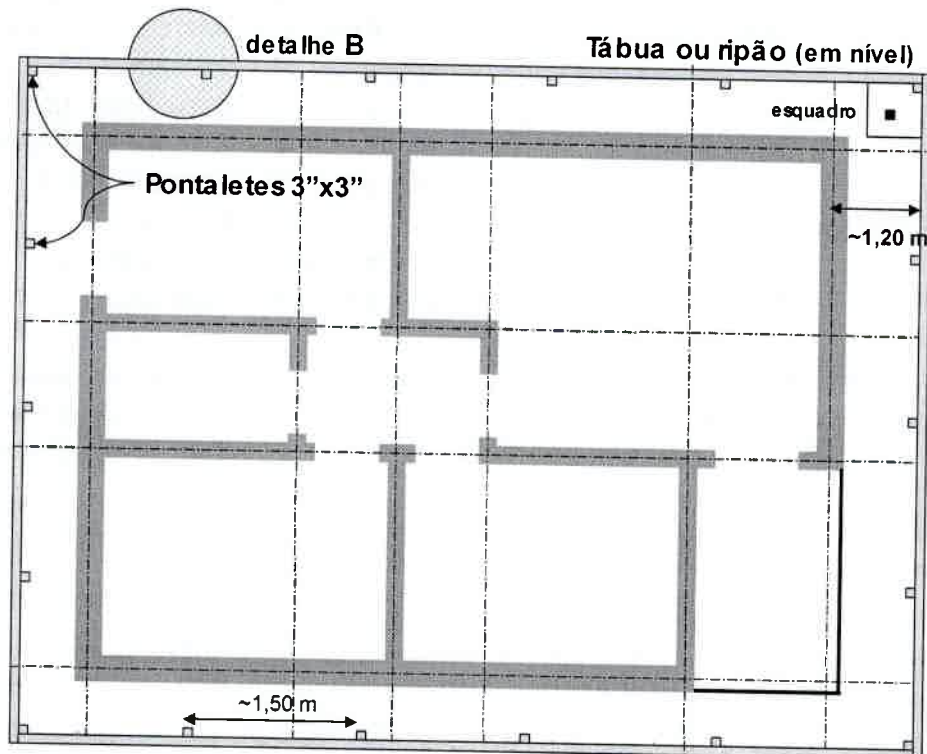 detalhe B
Tábua ou ripão (em nível)
esquadro
Pontaletes 3”x3”
~1,20 m
~1,50 m